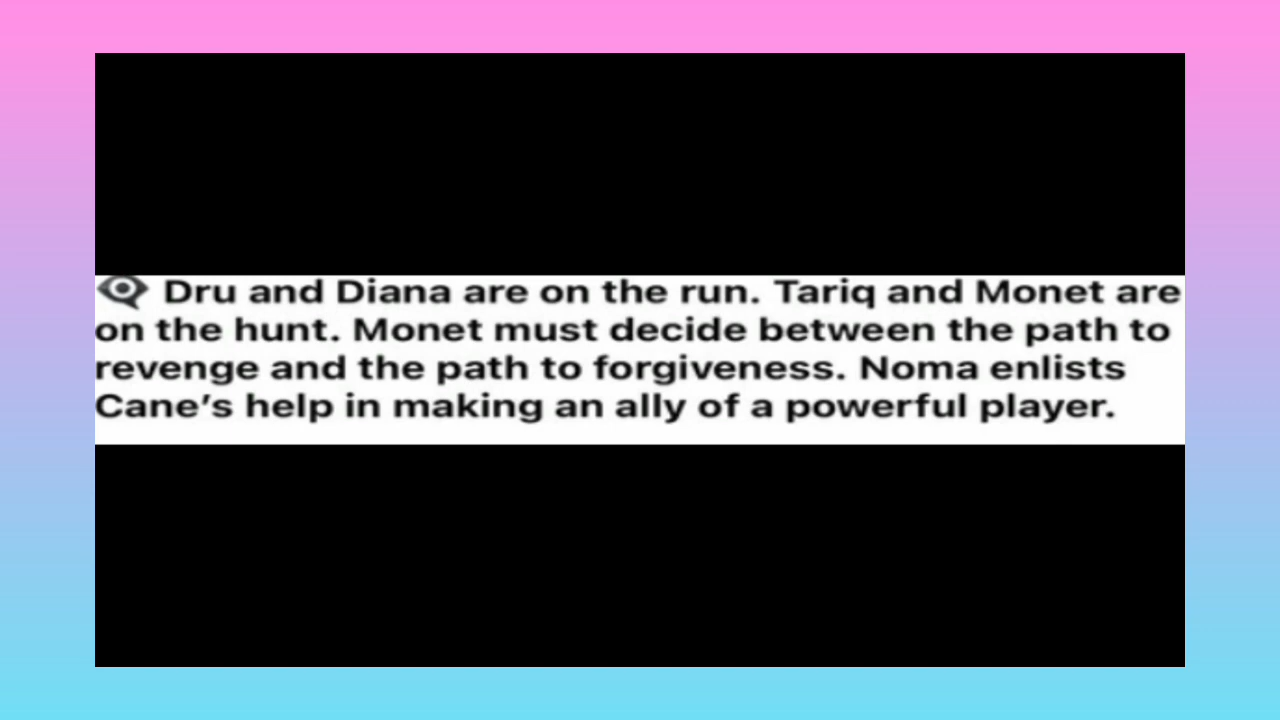 👁️‍🗨️ Dru and Diana are on the run. Tariq and Monet are
on the hunt. Monet must decide between the path to
revenge and the path to forgiveness. Noma enlists
Cane’s help in making an ally of a powerful player.